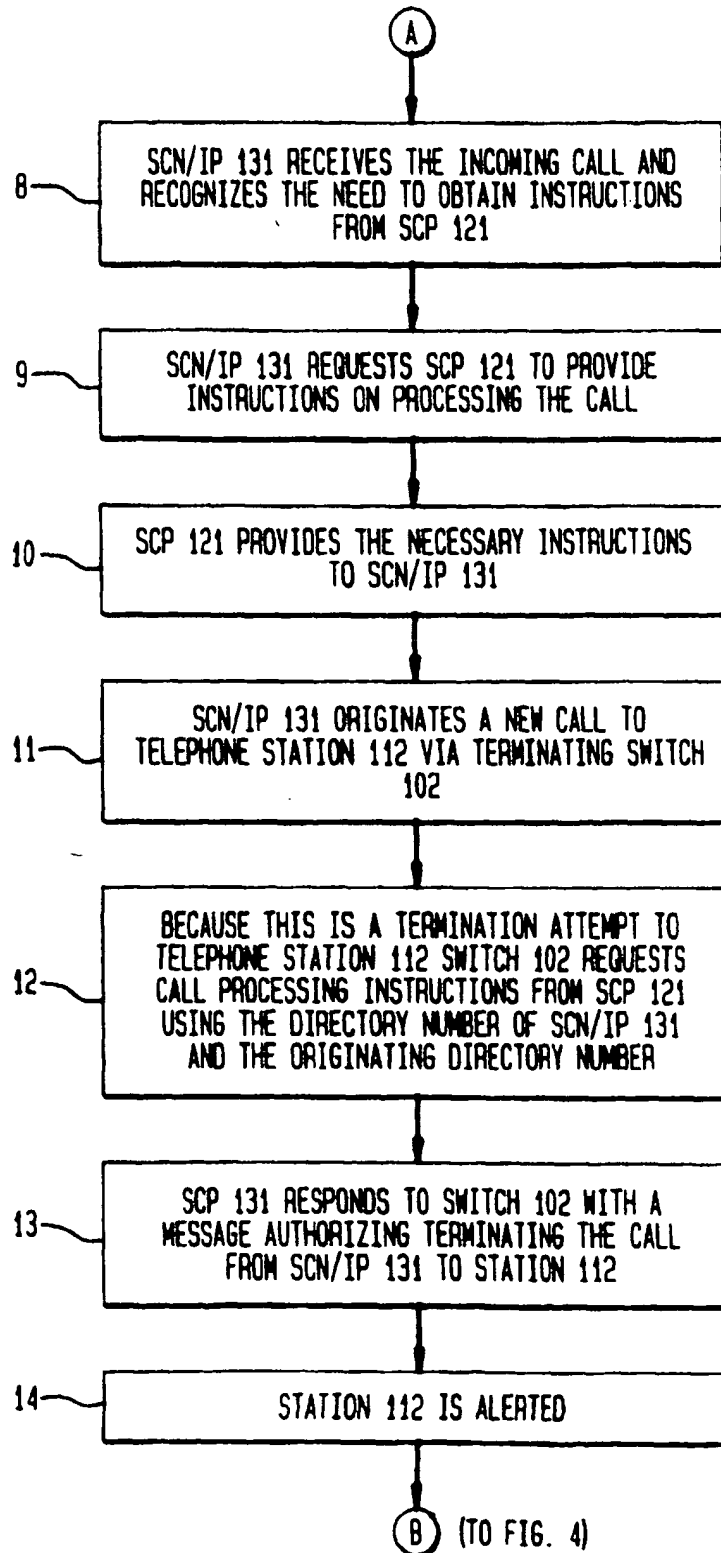 A
8
SCN/IP 131 RECEIVES THE INCOMING CALL AND
RECOGNIZES THE NEED TO OBTAIN INSTRUCTIONS
FROM SCP 121
9
SCN/IP 131 REQUESTS SCP 121 TO PROVIDE
INSTRUCTIONS ON PROCESSING THE CALL
10
SCP 121 PROVIDES THE NECESSARY INSTRUCTIONS
TO SCN/IP 131
11
SCN/IP 131 ORIGINATES A NEW CALL TO
TELEPHONE STATION 112 VIA TERMINATING SWITCH
102
12
BECAUSE THIS IS A TERMINATION ATTEMPT TO
TELEPHONE STATION 112 SWITCH 102 REQUESTS
CALL PROCESSING INSTRUCTIONS FROM SCP 121
USING THE DIRECTORY NUMBER OF SCN/IP 131
AND THE ORIGINATING DIRECTORY NUMBER
13
SCP 131 RESPONDS TO SWITCH 102 WITH A
MESSAGE AUTHORIZING TERMINATING THE CALL
FROM SCN/IP 131 TO STATION 112
14
STATION 112 IS ALERTED
B (TO FIG. 4)